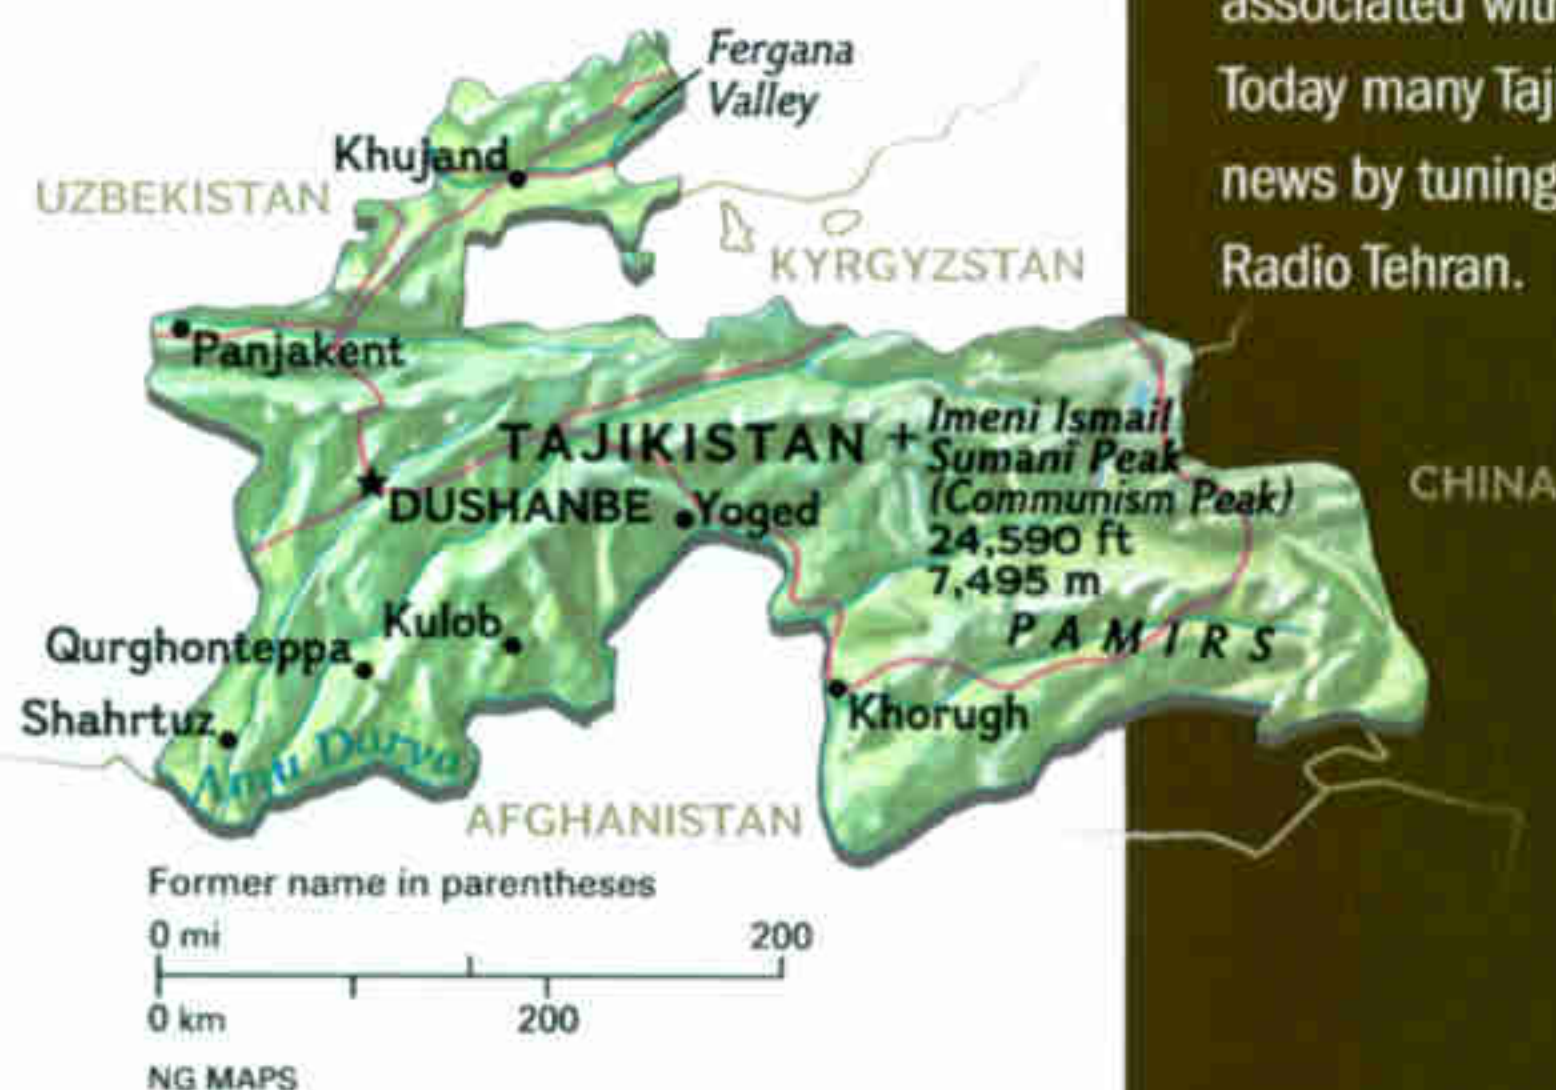 Fergana
Valley
Khujand
UZBEKISTAN
KYRGYZSTAN
Panjakent
TAJIKISTAN
Imeni Ismail
Sumani Peak
(Communism Peak)
24,590 ft
7,495 m
CHINA
DUSHANBE
Yoged
PAMIRS
Kulob
Qurghonteppa
Khorugh
Shahrtuz
Amu Darya
AFGHANISTAN
Former name in parentheses
0 mi 200
0 km 200
NG MAPS
associated
Today many
news by tuning
Radio Tehran.